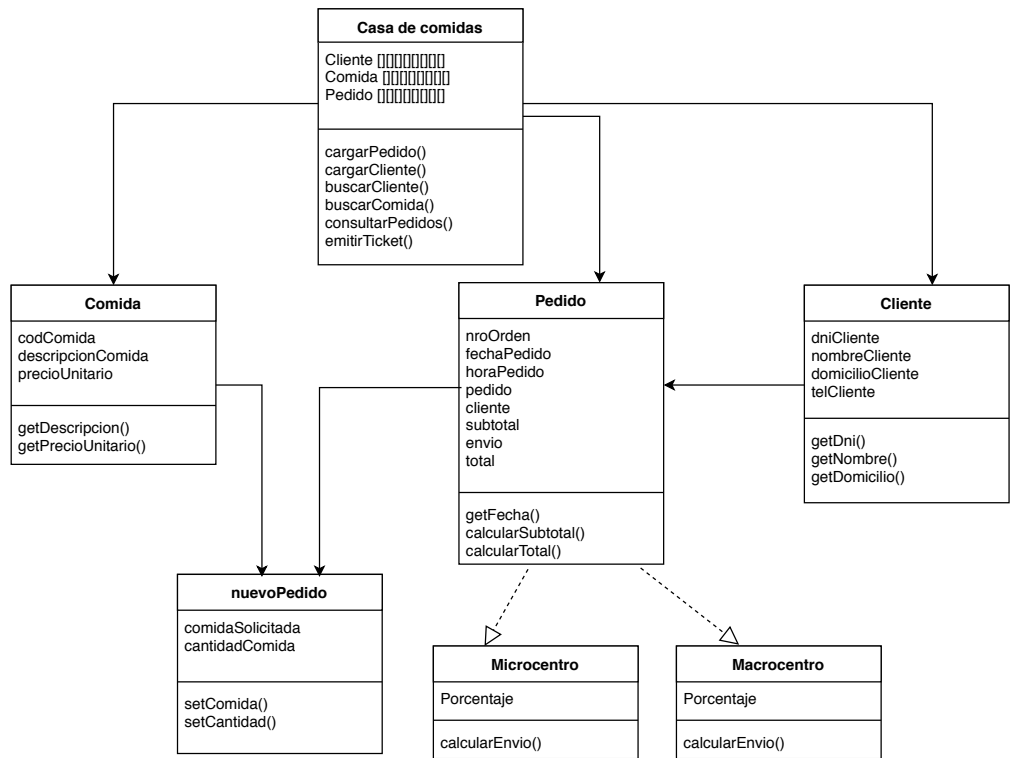 Casa de comidas
Cliente [][][][][][][][]
Comida [][][][][][][][]
Pedido [][][][][][][][]
cargarPedido()
cargarCliente()
buscarCliente()
buscarComida()
consultarPedidos()
emitirTicket()
Comida
codComida
descripcionComida
precioUnitario
getDescripcion()
getPrecioUnitario()
Pedido
nroOrden
fechaPedido
horaPedido
pedido
cliente
subtotal
envio
total
getFecha()
calcularSubtotal()
calcularTotal()
Cliente
dniCliente
nombreCliente
domicilioCliente
telCliente
getDni()
getNombre()
getDomicilio()
nuevoPedido
comidaSolicitada
cantidadComida
setComida()
setCantidad()
Microcentro
Porcentaje
calcularEnvio()
Macrocentro
Porcentaje
calcularEnvio()